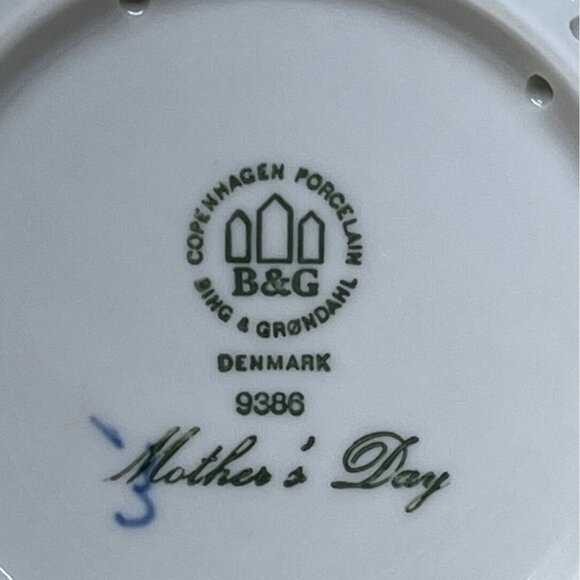 COPENHAGEN PORCELAIN
B&G
BING & GRØNDAHL
DENMARK
9386
Mother's Day